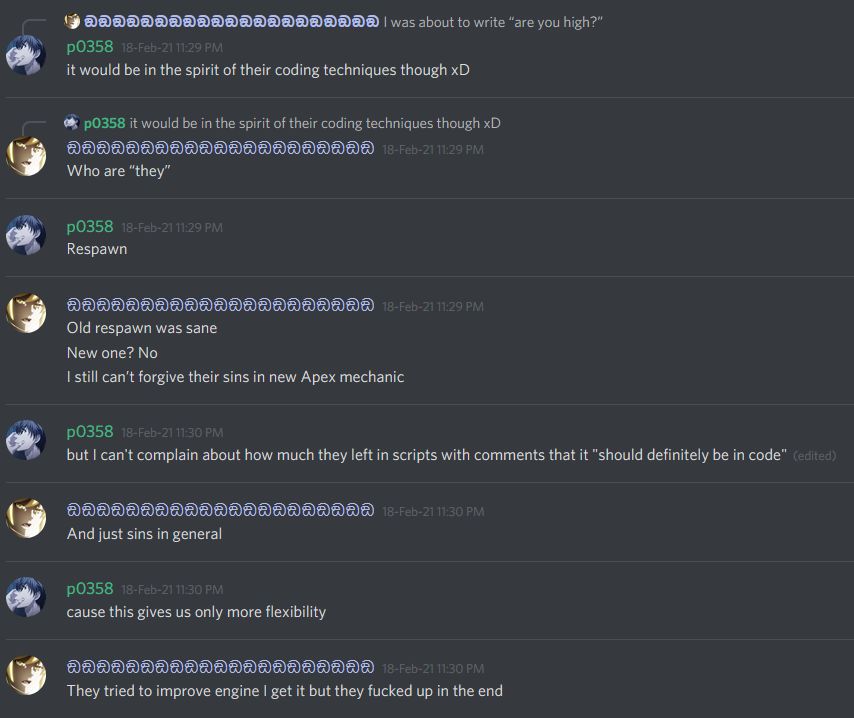 ඞඞඞඞඞඞඞඞඞඞඞඞඞඞඞඞඞඞඞඞඞ I was about to write “are you high?”
p0358 18-Feb-21 11:29 PM
it would be in the spirit of their coding techniques though xD
p0358 it would be in the spirit of their coding techniques though xD
ඞඞඞඞඞඞඞඞඞඞඞඞඞඞඞඞඞඞඞඞඞ 18-Feb-21 11:29 PM
Who are “they”
p0358 18-Feb-21 11:29 PM
Respawn
ඞඞඞඞඞඞඞඞඞඞඞඞඞඞඞඞඞඞඞඞඞ 18-Feb-21 11:29 PM
Old respawn was sane
New one? No
I still can’t forgive their sins in new Apex mechanic
p0358 18-Feb-21 11:30 PM
but I can't complain about how much they left in scripts with comments that it "should definitely be in code" (edited)
ඞඞඞඞඞඞඞඞඞඞඞඞඞඞඞඞඞඞඞඞඞ 18-Feb-21 11:30 PM
And just sins in general
p0358 18-Feb-21 11:30 PM
cause this gives us only more flexibility
ඞඞඞඞඞඞඞඞඞඞඞඞඞඞඞඞඞඞඞඞඞ 18-Feb-21 11:30 PM
They tried to improve engine I get it but they fucked up in the end